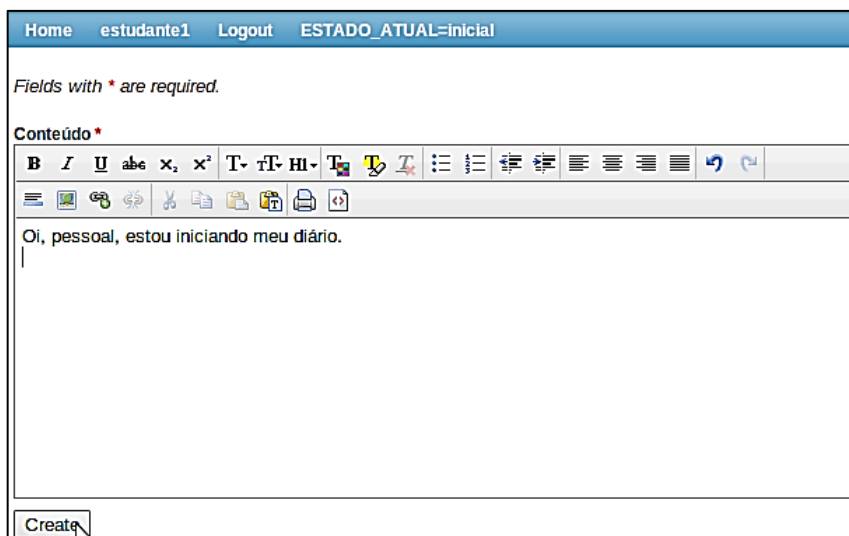 Home estudante1 Logout ESTADO_ATUAL=inicial
Fields with * are required.
Conteúdo *
B I U abc x₂ x² T TT H1 T T T
Oi, pessoal, estou iniciando meu diário.
Create